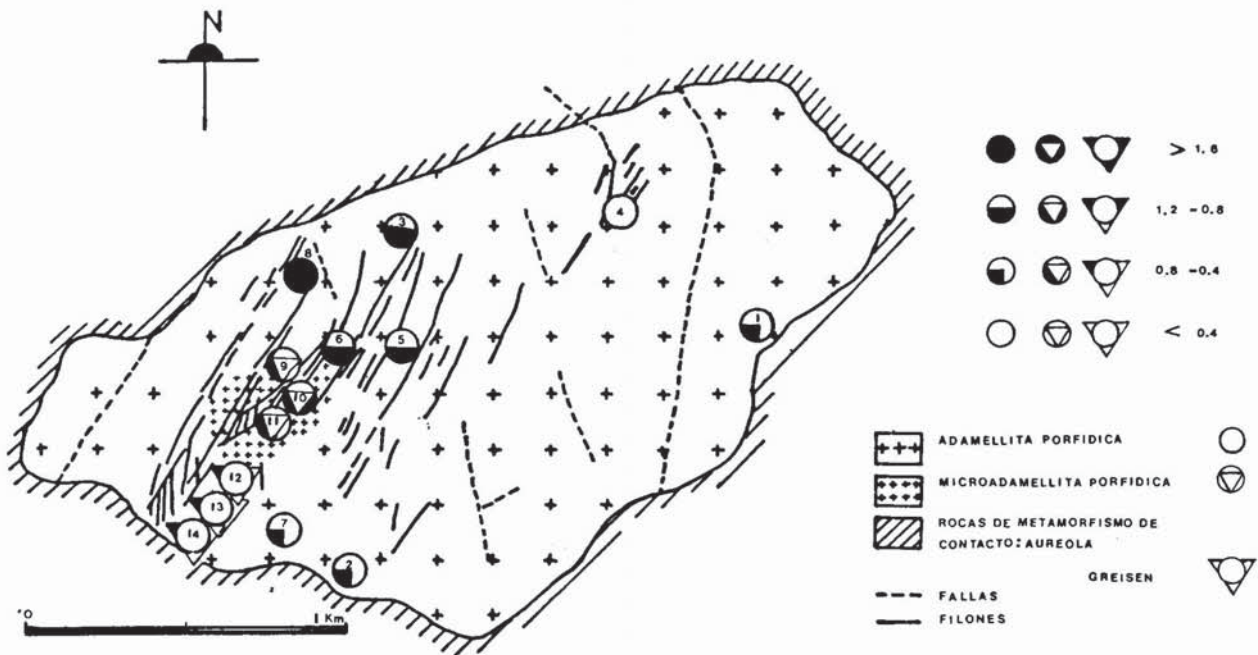 N
3
4
8
1
6
5
9
10
11
12
13
14
7
2
0
1 Km.
> 1,6
1,2 - 0,8
0,8 - 0,4
< 0,4
ADAMELLITA PORFIDICA
MICROADAMELLITA PORFIDICA
ROCAS DE METAMORFISMO DE
CONTACTO: AUREOLA
GREISEN
FALLAS
FILONES